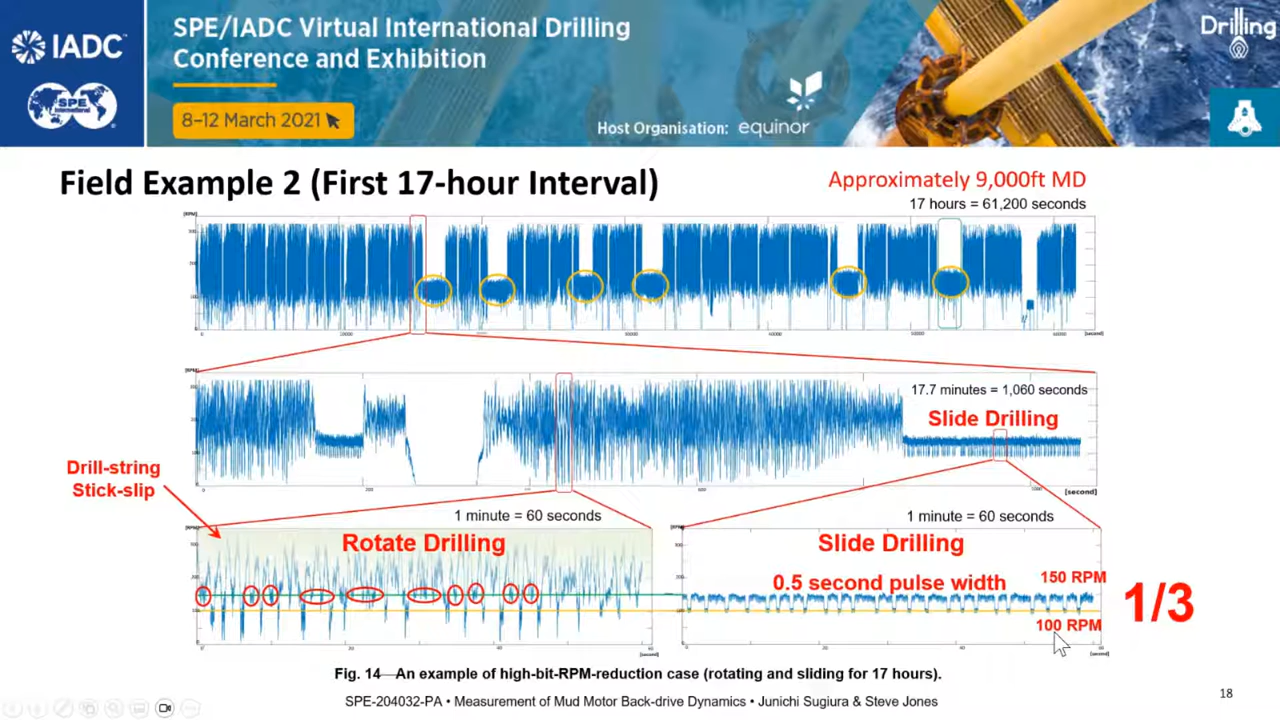 IADC
SPE
International
SPE/IADC Virtual International Drilling
Conference and Exhibition
8–12 March 2021
Host Organisation: equinor
Drilling
Field Example 2 (First 17-hour Interval)
Approximately 9,000ft MD
17 hours = 61,200 seconds
17.7 minutes = 1,060 seconds
Slide Drilling
[second]
Drill-string
Stick-slip
1 minute = 60 seconds
Rotate Drilling
1 minute = 60 seconds
Slide Drilling
0.5 second pulse width
150 RPM
100 RPM
1/3
Fig. 14—An example of high-bit-RPM-reduction case (rotating and sliding for 17 hours).
SPE-204032-PA • Measurement of Mud Motor Back-drive Dynamics • Junichi Sugiura & Steve Jones
18